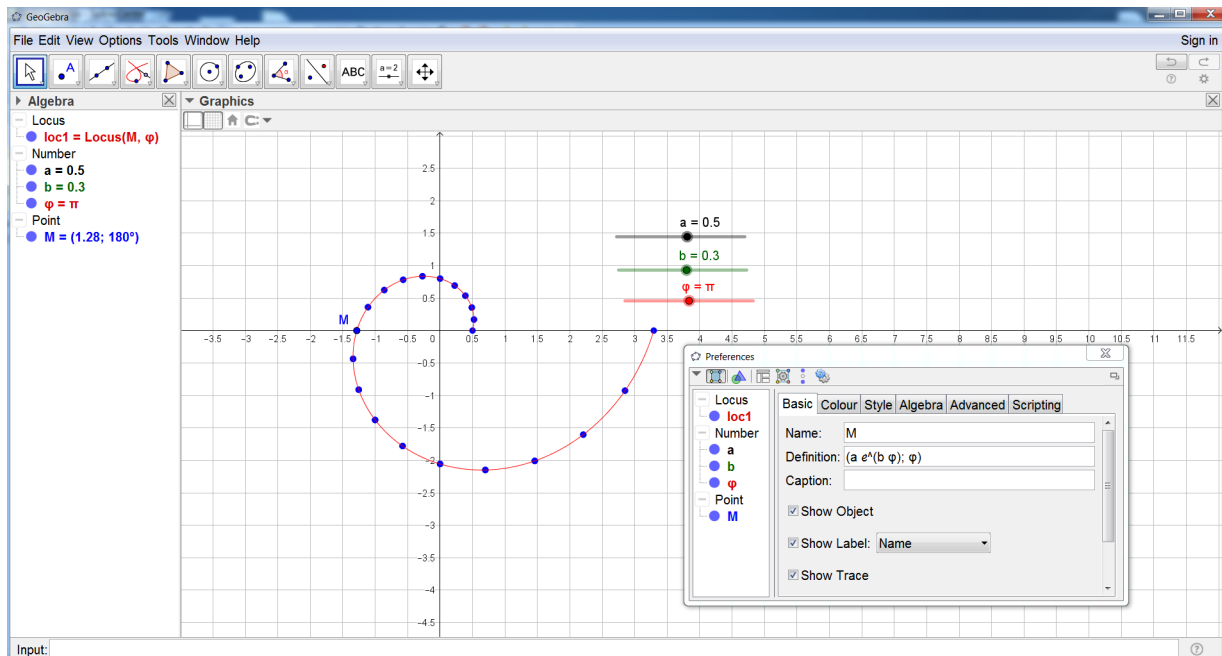 GeoGebra
File Edit View Options Tools Window Help
Sign in
A
ABC
a=2
Algebra
Graphics
Locus
loc1 = Locus(M, φ)
Number
a = 0.5
b = 0.3
φ = π
Point
M = (1.28; 180°)
2.5
2
1.5
1
0.5
0
-0.5
-1
-1.5
-2
-2.5
-3
-3.5
-4
-4.5
-3.5 -3 -2.5 -2 -1.5 -1 -0.5 0.5 1 1.5 2 2.5 3 3.5 4 4.5 5 5.5 6 6.5 7 7.5 8 8.5 9 9.5 10 10.5 11 11.5
M
a = 0.5
b = 0.3
φ = π
Preferences
Locus
loc1
Number
a
b
φ
Point
M
Basic Colour Style Algebra Advanced Scripting
Name: M
Definition: (a e^(b φ); φ)
Caption:
Show Object
Show Label: Name
Show Trace
Input: